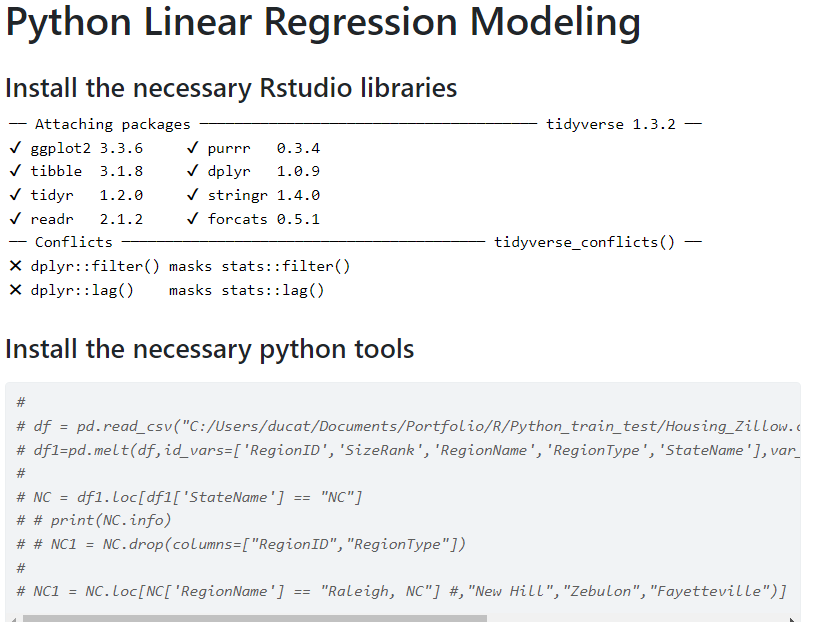 Python Linear Regression Modeling
Install the necessary Rstudio libraries
── Attaching packages ─────────────────────────────────────── tidyverse 1.3.2 ──
✔ ggplot2 3.3.6     ✔ purrr   0.3.4
✔ tibble  3.1.8     ✔ dplyr   1.0.9
✔ tidyr   1.2.0     ✔ stringr 1.4.0
✔ readr   2.1.2     ✔ forcats 0.5.1
── Conflicts ────────────────────────────────────────── tidyverse_conflicts() ──
✖ dplyr::filter() masks stats::filter()
✖ dplyr::lag()    masks stats::lag()
Install the necessary python tools
#
# df = pd.read_csv("C:/Users/ducat/Documents/Portfolio/R/Python_train_test/Housing_Zillow.
# df1=pd.melt(df,id_vars=['RegionID','SizeRank','RegionName','RegionType','StateName'],var_
#
# NC = df1.loc[df1['StateName'] == "NC"]
# # print(NC.info)
# # NC1 = NC.drop(columns=["RegionID","RegionType"])
#
# NC1 = NC.loc[NC['RegionName'] == "Raleigh, NC"] #,"New Hill","Zebulon","Fayetteville")]